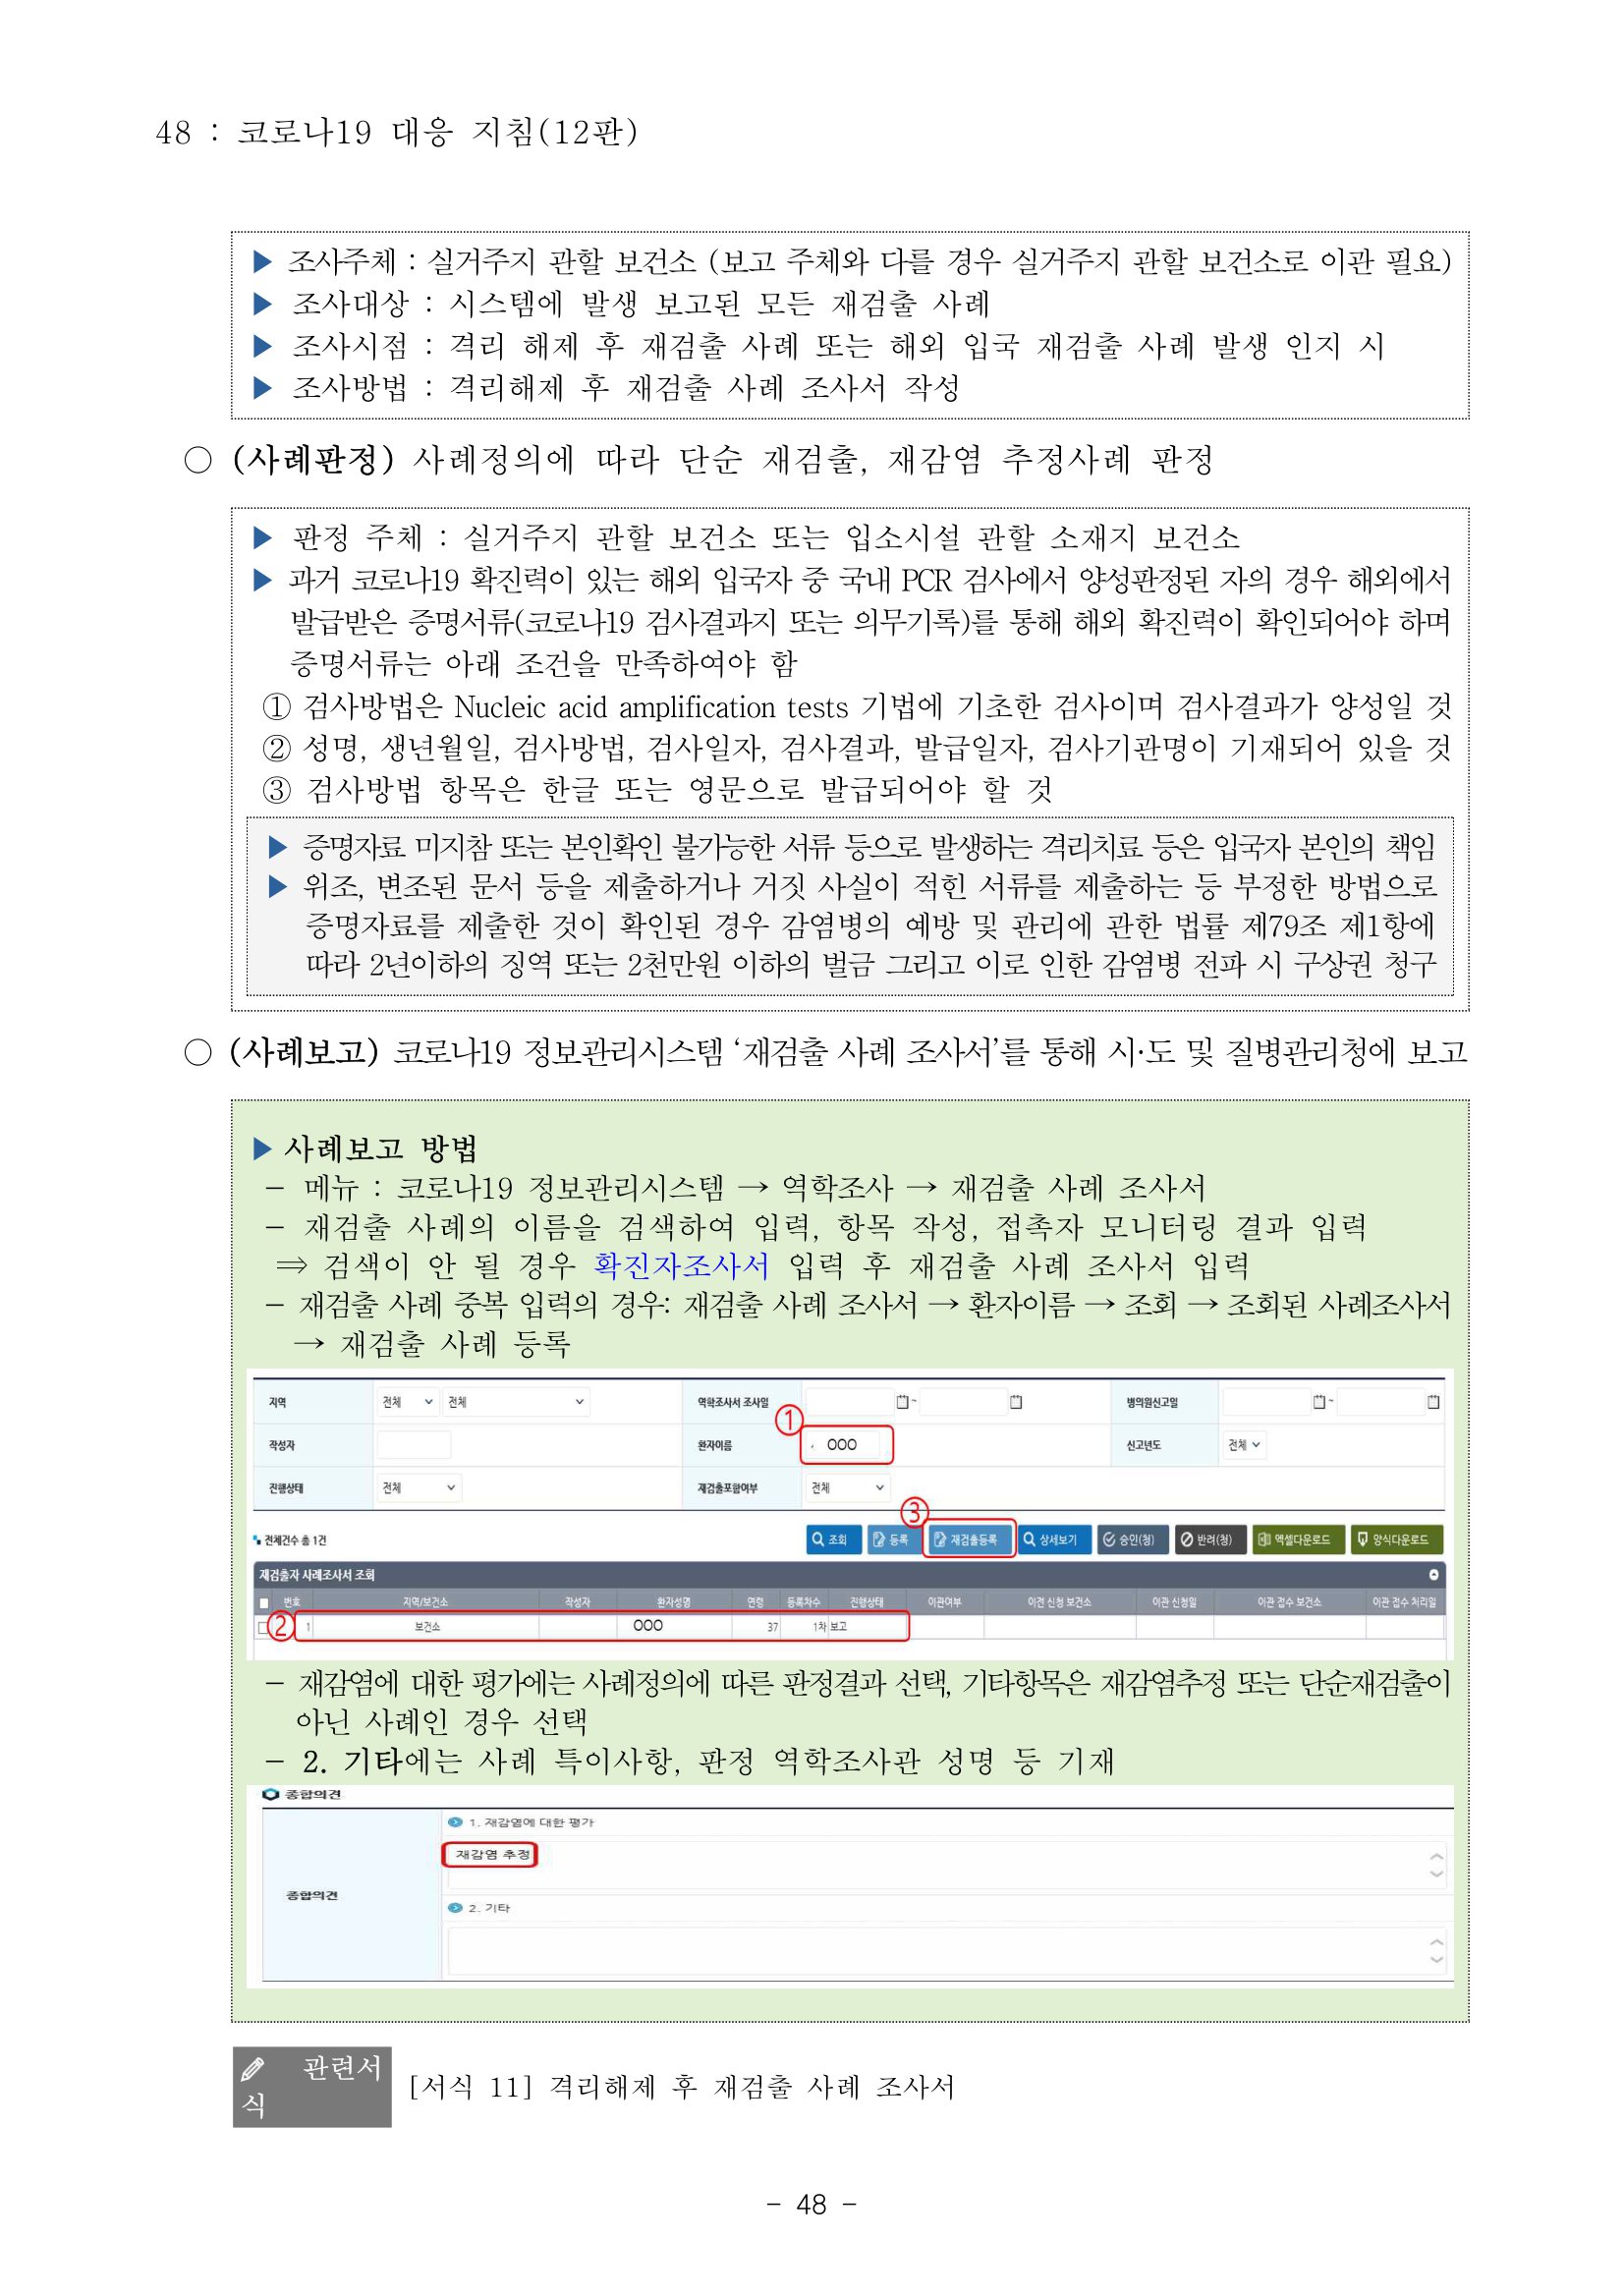 48 : 코로나19 대응 지침(12판)
▶ 조사주체 : 실거주지 관할 보건소 (보고 주체와 다를 경우 실거주지 관할 보건소로 이관 필요)
▶ 조사대상 : 시스템에 발생 보고된 모든 재검출 사례
▶ 조사시점 : 격리 해제 후 재검출 사례 또는 해외 입국 재검출 사례 발생 인지 시
▶ 조사방법 : 격리해제 후 재검출 사례 조사서 작성
○ (사례판정) 사례정의에 따라 단순 재검출, 재감염 추정사례 판정
▶ 판정 주체 : 실거주지 관할 보건소 또는 입소시설 관할 소재지 보건소
▶ 과거 코로나19 확진력이 있는 해외 입국자 중 국내 PCR 검사에서 양성판정된 자의 경우 해외에서
발급받은 증명서류(코로나19 검사결과지 또는 의무기록)를 통해 해외 확진력이 확인되어야 하며
증명서류는 아래 조건을 만족하여야 함
① 검사방법은 Nucleic acid amplification tests 기법에 기초한 검사이며 검사결과가 양성일 것
② 성명, 생년월일, 검사방법, 검사일자, 검사결과, 발급일자, 검사기관명이 기재되어 있을 것
③ 검사방법 항목은 한글 또는 영문으로 발급되어야 할 것
▶ 증명자료 미지참 또는 본인확인 불가능한 서류 등으로 발생하는 격리치료 등은 입국자 본인의 책임
▶ 위조, 변조된 문서 등을 제출하거나 거짓 사실이 적힌 서류를 제출하는 등 부정한 방법으로
증명자료를 제출한 것이 확인된 경우 감염병의 예방 및 관리에 관한 법률 제79조 제1항에
따라 2년이하의 징역 또는 2천만원 이하의 벌금 그리고 이로 인한 감염병 전파 시 구상권 청구
○ (사례보고) 코로나19 정보관리시스템 ‘재검출 사례 조사서’를 통해 시·도 및 질병관리청에 보고
▶ 사례보고 방법
- 메뉴 : 코로나19 정보관리시스템 → 역학조사 → 재검출 사례 조사서
- 재검출 사례의 이름을 검색하여 입력, 항목 작성, 접촉자 모니터링 결과 입력
⇒ 검색이 안 될 경우 확진자조사서 입력 후 재검출 사례 조사서 입력
- 재검출 사례 중복 입력의 경우: 재검출 사례 조사서 → 환자이름 → 조회 → 조회된 사례조사서
→ 재검출 사례 등록
지역 전체 전체 역학조사서 조사일 ~ 병의원신고일 ~
①
작성자 환자이름 OOO 신고년도 전체
진행상태 전체 재검출포함여부 전체
③
전체건수 총 1건 조회 등록 재검출등록 상세보기 승인(청) 반려(청) 엑셀다운로드 양식다운로드
재검출자 사례조사서 조회
번호 지역/보건소 작성자 환자성명 연령 등록차수 진행상태 이관여부 이전 신청 보건소 이관 신청일 이관 접수 보건소 이관 접수 처리일
② 1 보건소 OOO 37 1차 보고
- 재감염에 대한 평가에는 사례정의에 따른 판정결과 선택, 기타항목은 재감염추정 또는 단순재검출이
아닌 사례인 경우 선택
- 2. 기타에는 사례 특이사항, 판정 역학조사관 성명 등 기재
종합의견
1. 재감염에 대한 평가
재감염 추정
종합의견
2. 기타
관련서
식
[서식 11] 격리해제 후 재검출 사례 조사서
- 48 -